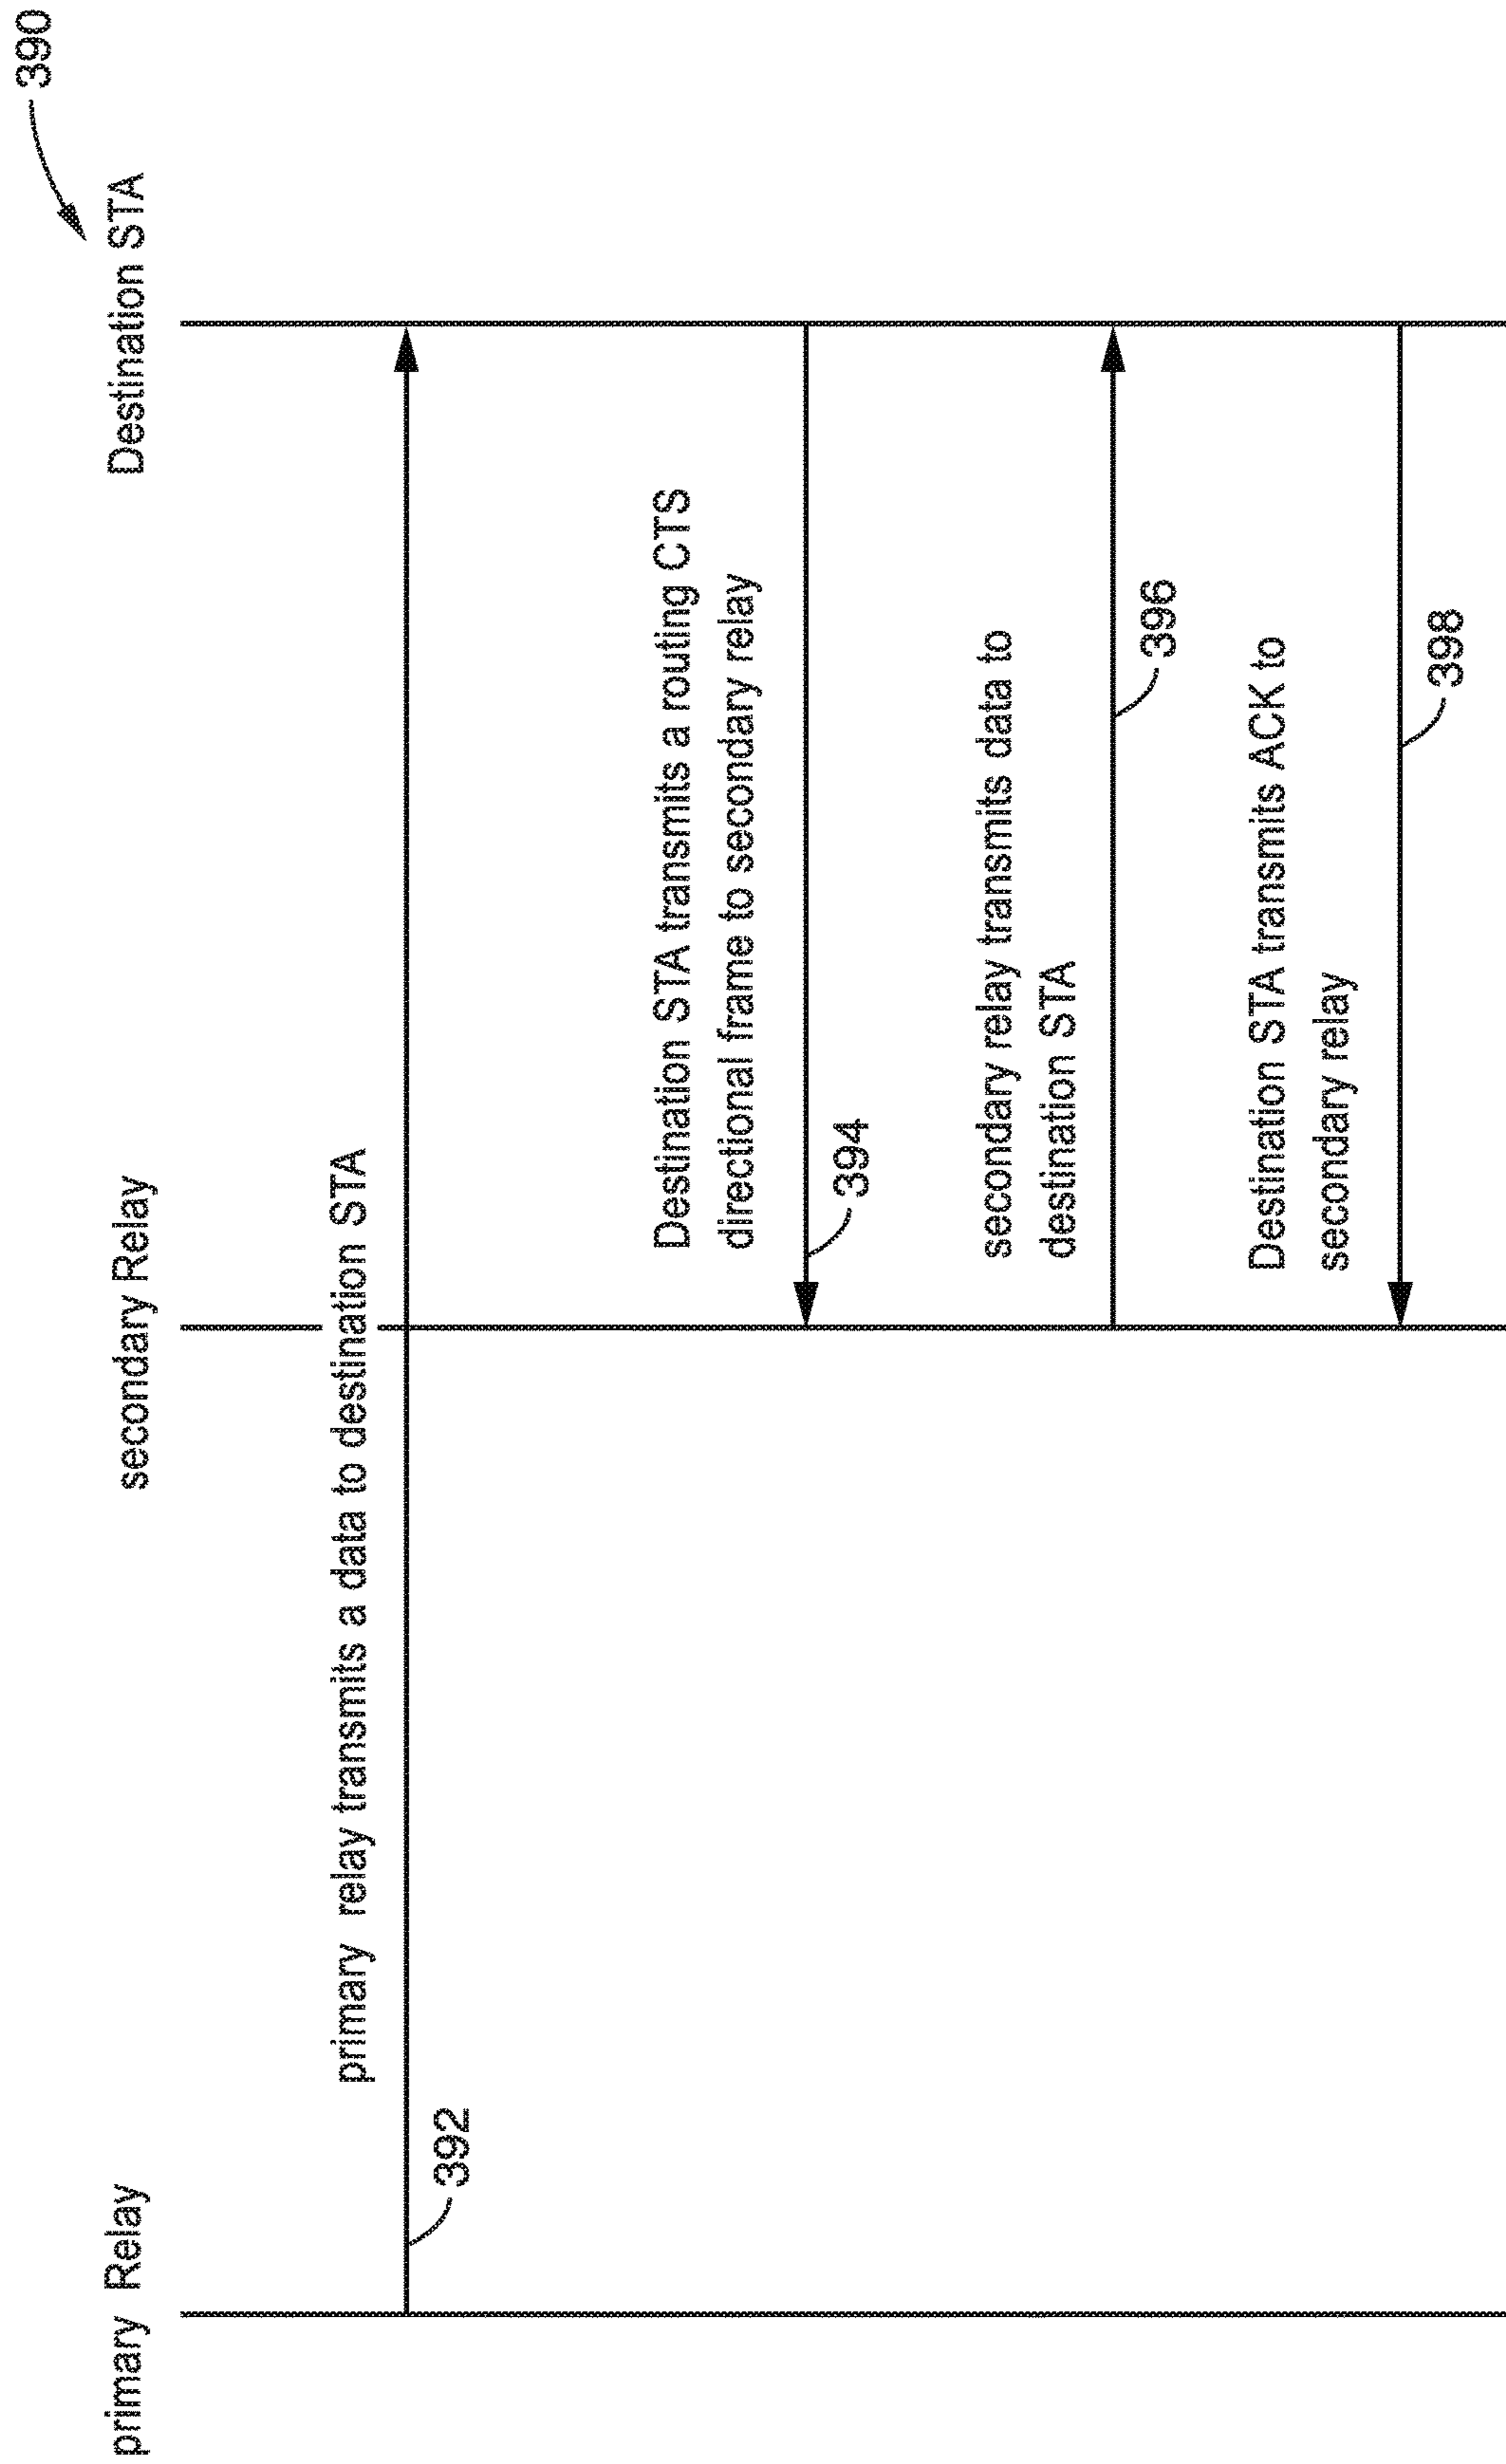 390
primary Relay
secondary Relay
Destination STA
primary relay transmits a data to destination STA
392
Destination STA transmits a routing CTS
directional frame to secondary relay
394
secondary relay transmits data to
destination STA
396
Destination STA transmits ACK to
secondary relay
398